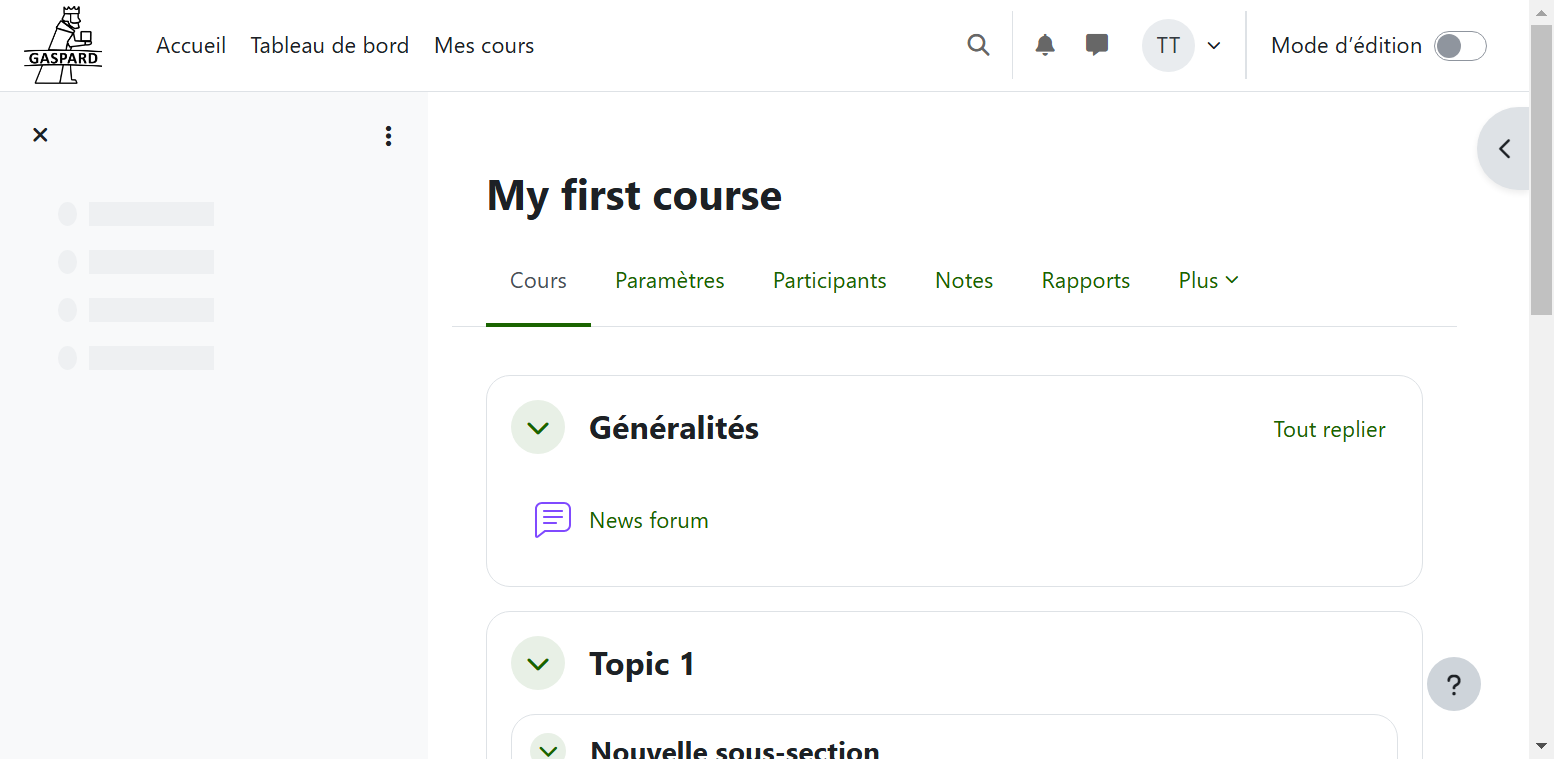 GASPARD
Accueil Tableau de bord Mes cours
TT
Mode d’édition
My first course
Cours Paramètres Participants Notes Rapports Plus
Généralités
Tout replier
News forum
Topic 1
?
Nouvelle sous-section